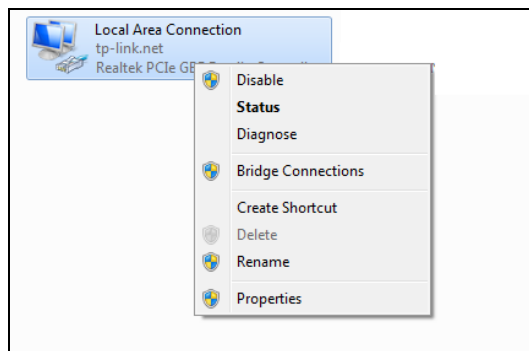 Local Area Connection
tp-link.net
Realtek PCIe
Disable
Status
Diagnose
Bridge Connections
Create Shortcut
Delete
Rename
Properties